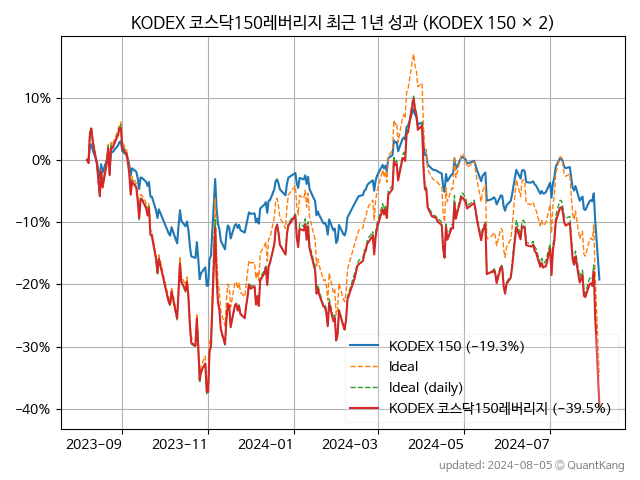 KODEX 코스닥150레버리지 최근 1년 성과 (KODEX 150 × 2)
10%
0%
−10%
−20%
−30%
−40%
KODEX 150 (−19.3%)
Ideal
Ideal (daily)
KODEX 코스닥150레버리지 (−39.5%)
2023-09 2023-11 2024-01 2024-03 2024-05 2024-07
updated: 2024-08-05 © QuantKang